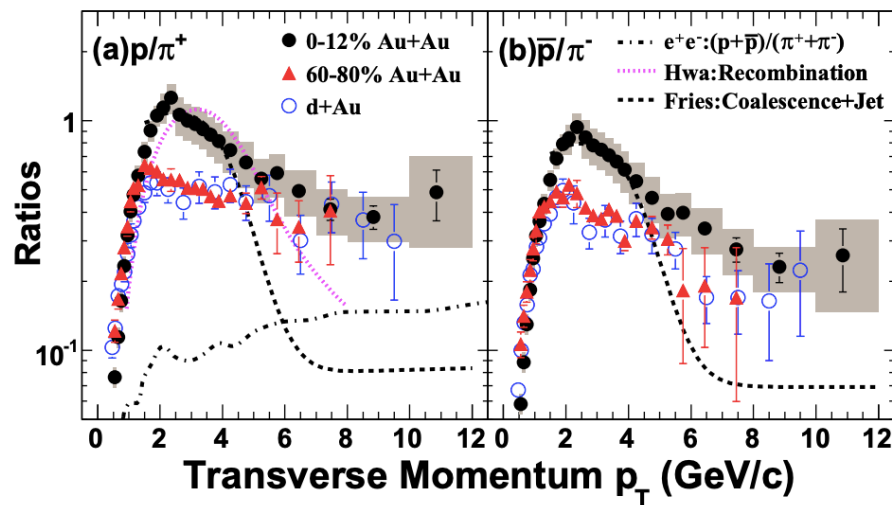 (a)p/π⁺
0-12% Au+Au
60-80% Au+Au
d+Au
(b)p̅/π⁻
e⁺e⁻:(p+p̅)/(π⁺+π⁻)
Hwa:Recombination
Fries:Coalescence+Jet
Ratios
1
10⁻¹
0 2 4 6 8 10 12
0 2 4 6 8 10 12
Transverse Momentum p_T (GeV/c)